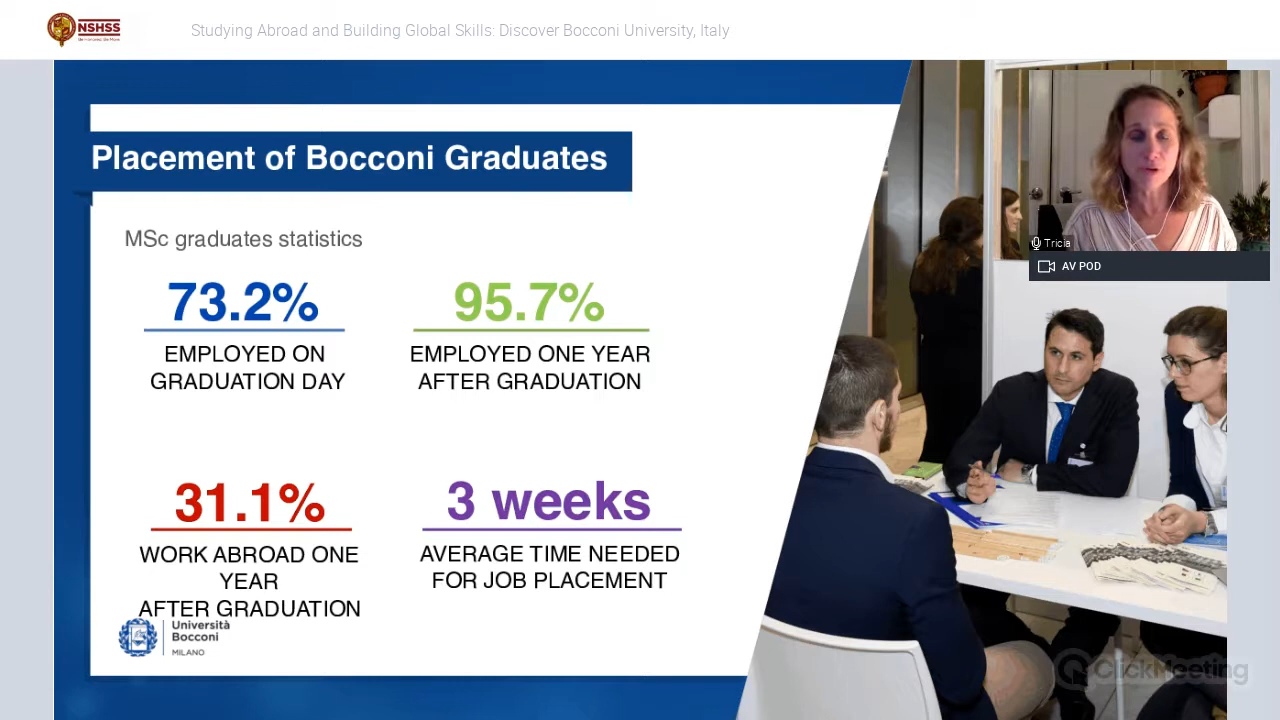 NSHSS
Studying Abroad and Building Global Skills: Discover Bocconi University, Italy
Placement of Bocconi Graduates
MSc graduates statistics
73.2%
EMPLOYED ON
GRADUATION DAY
95.7%
EMPLOYED ONE YEAR
AFTER GRADUATION
31.1%
WORK ABROAD ONE
YEAR
AFTER GRADUATION
3 weeks
AVERAGE TIME NEEDED
FOR JOB PLACEMENT
Università
Bocconi
MILANO
Tricia
AV POD
ClickMeeting